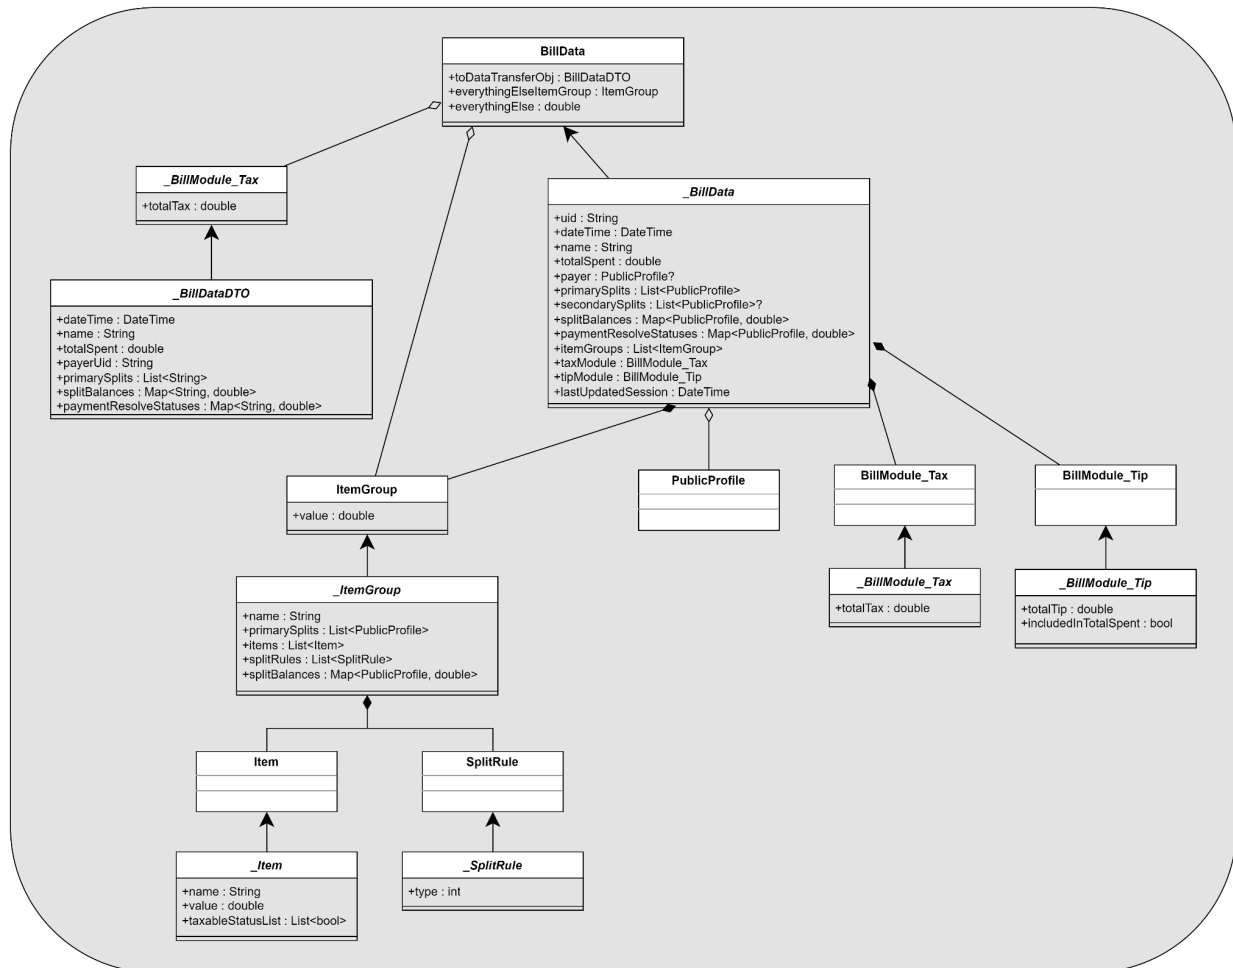 BillData
+toDataTransferObj : BillDataDTO
+everythingElseItemGroup : ItemGroup
+everythingElse : double
_BillModule_Tax
+totalTax : double
_BillData
+uid : String
+dateTime : DateTime
+name : String
+totalSpent : double
+payer : PublicProfile?
+primarySplits : List<PublicProfile>
+secondarySplits : List<PublicProfile>?
+splitBalances : Map<PublicProfile, double>
+paymentResolveStatuses : Map<PublicProfile, double>
+itemGroups : List<ItemGroup>
+taxModule : BillModule_Tax
+tipModule : BillModule_Tip
+lastUpdatedSession : DateTime
_BillDataDTO
+dateTime : DateTime
+name : String
+totalSpent : double
+payerUid : String
+primarySplits : List<String>
+splitBalances : Map<String, double>
+paymentResolveStatuses : Map<String, double>
ItemGroup
+value : double
PublicProfile
BillModule_Tax
BillModule_Tip
_ItemGroup
+name : String
+primarySplits : List<PublicProfile>
+items : List<Item>
+splitRules : List<SplitRule>
+splitBalances : Map<PublicProfile, double>
_BillModule_Tax
+totalTax : double
_BillModule_Tip
+totalTip : double
+includedInTotalSpent : bool
Item
SplitRule
_Item
+name : String
+value : double
+taxableStatusList : List<bool>
_SplitRule
+type : int